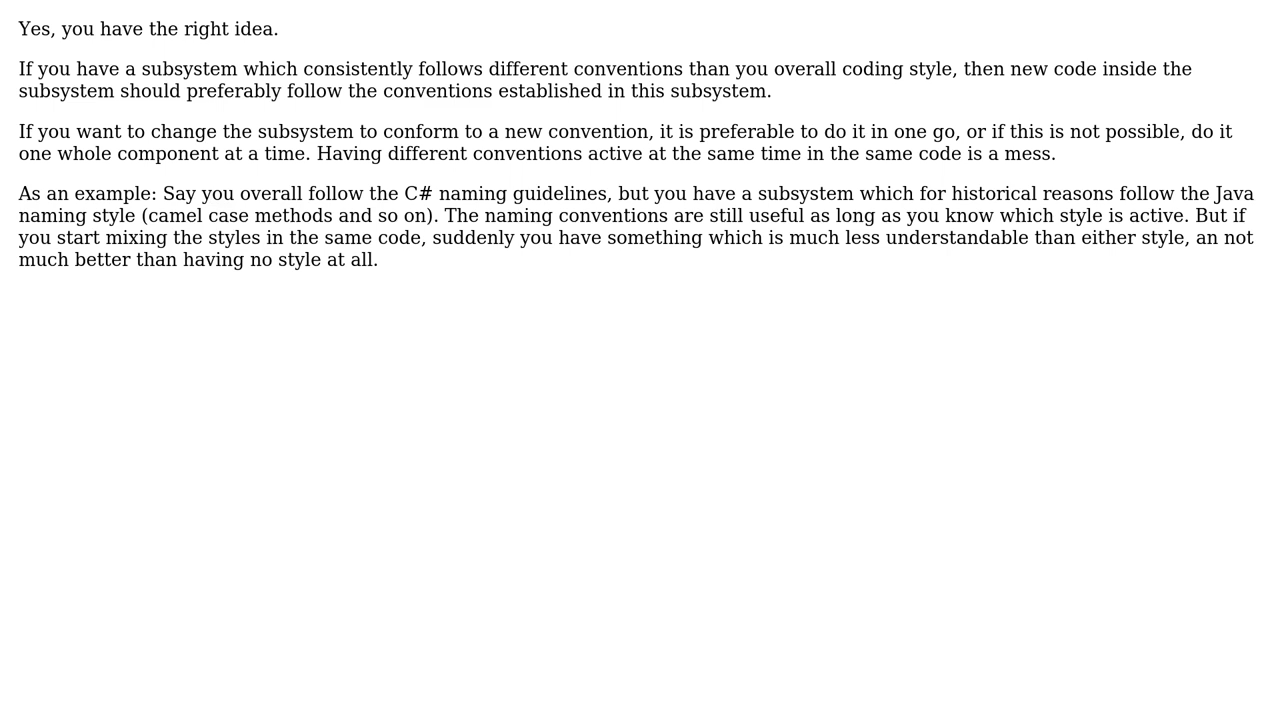 Yes, you have the right idea.
If you have a subsystem which consistently follows different conventions than you overall coding style, then new code inside the
subsystem should preferably follow the conventions established in this subsystem.
If you want to change the subsystem to conform to a new convention, it is preferable to do it in one go, or if this is not possible, do it
one whole component at a time. Having different conventions active at the same time in the same code is a mess.
As an example: Say you overall follow the C# naming guidelines, but you have a subsystem which for historical reasons follow the Java
naming style (camel case methods and so on). The naming conventions are still useful as long as you know which style is active. But if
you start mixing the styles in the same code, suddenly you have something which is much less understandable than either style, an not
much better than having no style at all.